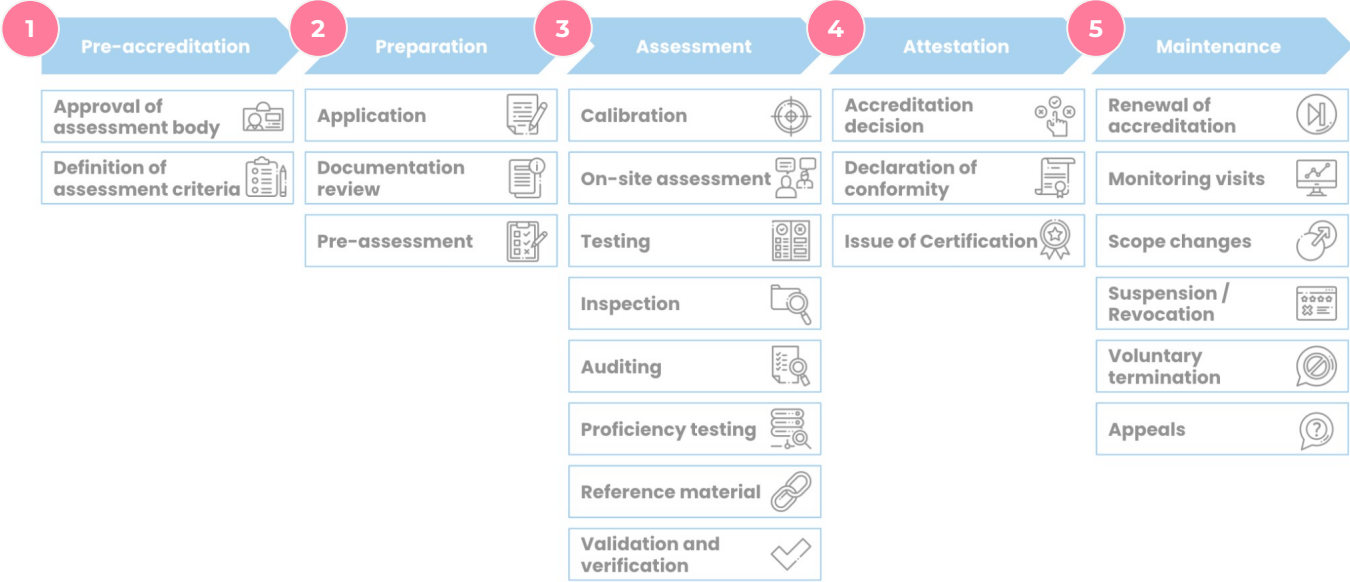 1
Pre-accreditation
2
Preparation
3
Assessment
4
Attestation
5
Maintenance
Approval of
assessment body
Definition of
assessment criteria
Application
Documentation
review
Pre-assessment
Calibration
On-site assessment
Testing
Inspection
Auditing
Proficiency testing
Reference material
Validation and
verification
Accreditation
decision
Declaration of
conformity
Issue of Certification
Renewal of
accreditation
Monitoring visits
Scope changes
Suspension /
Revocation
Voluntary
termination
Appeals